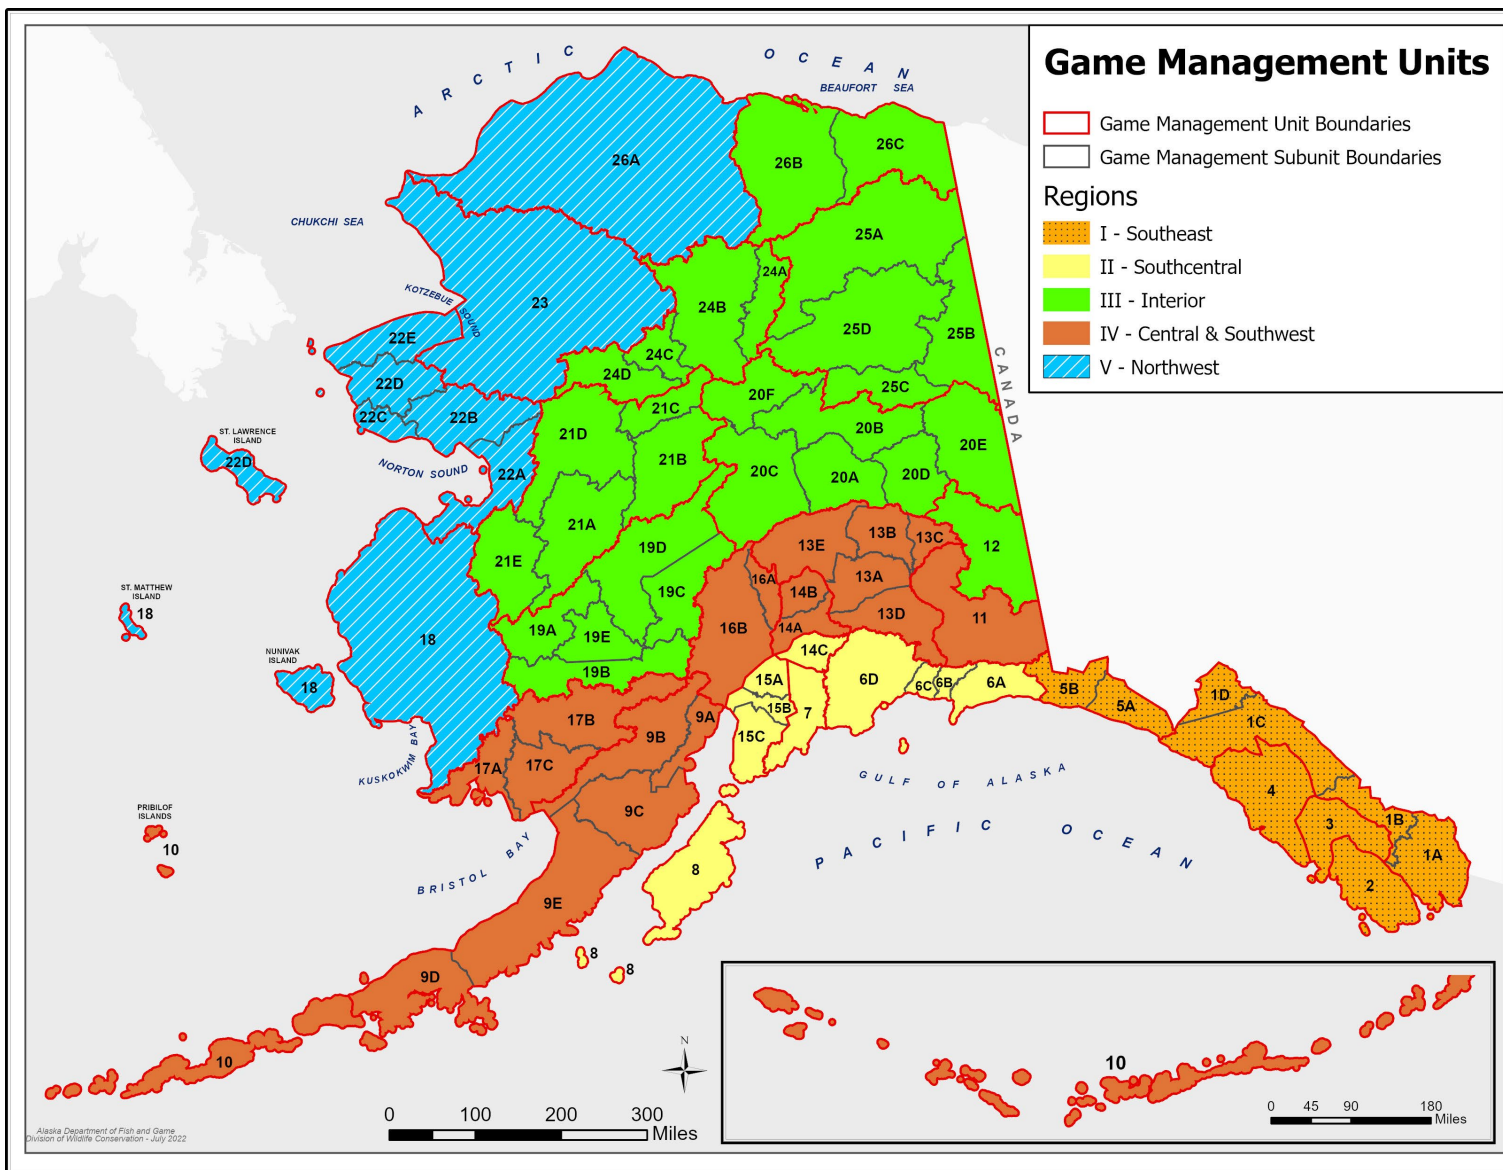 Game Management Units
Game Management Unit Boundaries
Game Management Subunit Boundaries
Regions
I - Southeast
II - Southcentral
III - Interior
IV - Central & Southwest
V - Northwest
ARCTIC OCEAN
BEAUFORT SEA
CHUKCHI SEA
KOTZEBUE SOUND
CANADA
ST. LAWRENCE
ISLAND
NORTON SOUND
ST. MATTHEW
ISLAND
NUNIVAK
ISLAND
KUSKOKWIM BAY
PRIBILOF
ISLANDS
BRISTOL BAY
GULF OF ALASKA
PACIFIC OCEAN
26A
26B
26C
25A
24A
23
24B
25D
25B
22E
24C
24D
22D
25C
20F
21C
22C
22B
20B
21D
20E
21B
22D
22A
20C
20A
20D
21A
13B
13C
13E
19D
12
21E
16A
13A
14B
19C
18
11
13D
16B
14A
19A
19E
18
14C
19B
15A
6D
6C
6B
6A
5B
18
1D
5A
15B
7
17B
9A
1C
9B
15C
17C
17A
4
9C
3
1B
10
1A
8
2
9E
8
8
9D
10
10
N
0 100 200 300
Miles
0 45 90 180
Miles
Alaska Department of Fish and Game
Division of Wildlife Conservation - July 2022